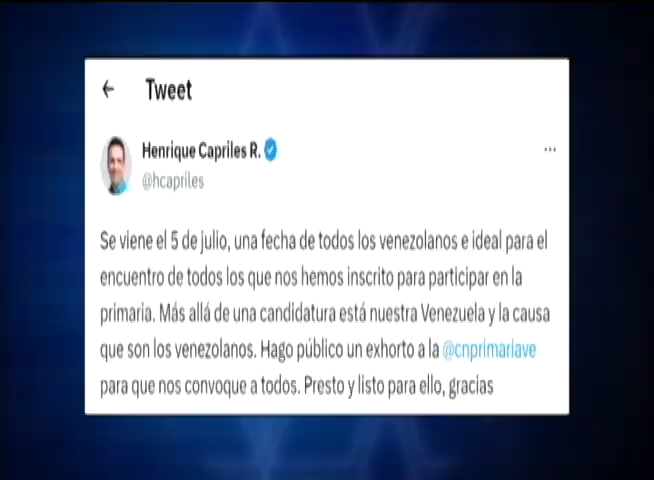 Tweet
Henrique Capriles R.
@hcapriles
Se viene el 5 de julio, una fecha de todos los venezolanos e ideal para el
encuentro de todos los que nos hemos inscrito para participar en la
primaria. Más allá de una candidatura está nuestra Venezuela y la causa
que son los venezolanos. Hago público un exhorto a la @cnprimariave
para que nos convoque a todos. Presto y listo para ello, gracias